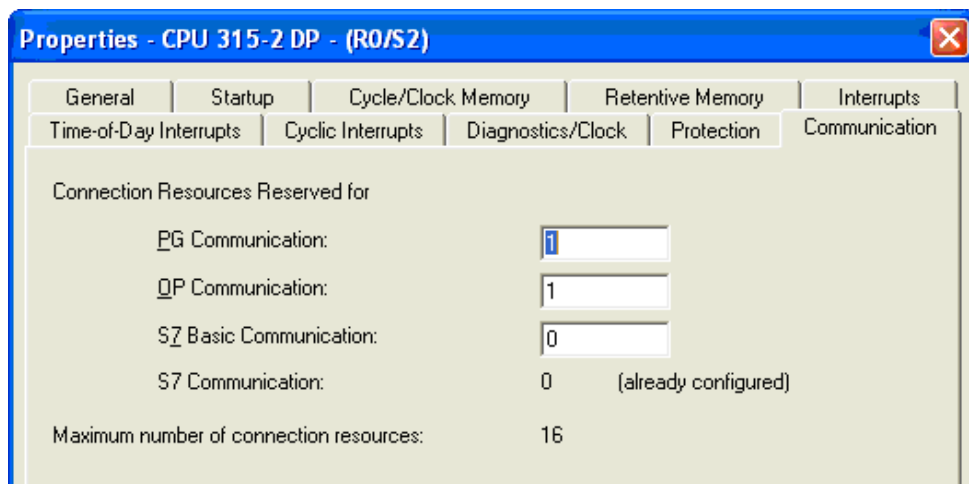 Properties - CPU 315-2 DP - (R0/S2)
General Startup Cycle/Clock Memory Retentive Memory Interrupts
Time-of-Day Interrupts Cyclic Interrupts Diagnostics/Clock Protection Communication
Connection Resources Reserved for
PG Communication: 1
OP Communication: 1
S7 Basic Communication: 0
S7 Communication: 0 (already configured)
Maximum number of connection resources: 16